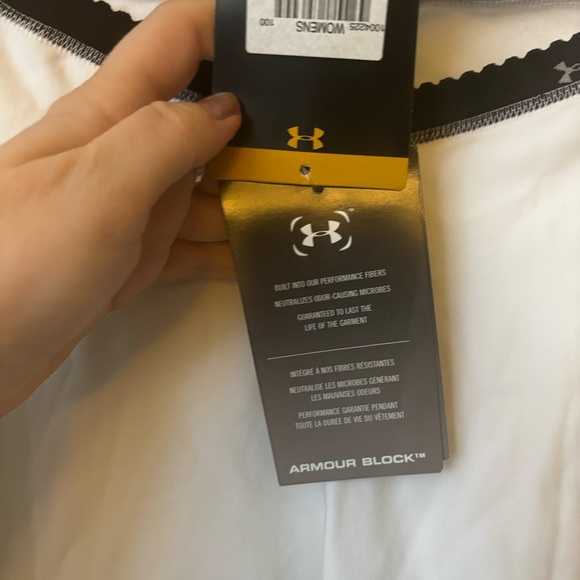 1004225 WOMENS 100
BUILT INTO OUR PERFORMANCE FIBERS
NEUTRALIZES ODOR-CAUSING MICROBES
GUARANTEED TO LAST THE
LIFE OF THE GARMENT
INTÉGRÉ À NOS FIBRES RÉSISTANTES
NEUTRALISE LES MICROBES GÉNÉRANT
LES MAUVAISES ODEURS
PERFORMANCE GARANTIE PENDANT
TOUTE LA DURÉE DE VIE DU VÊTEMENT
ARMOUR BLOCK™